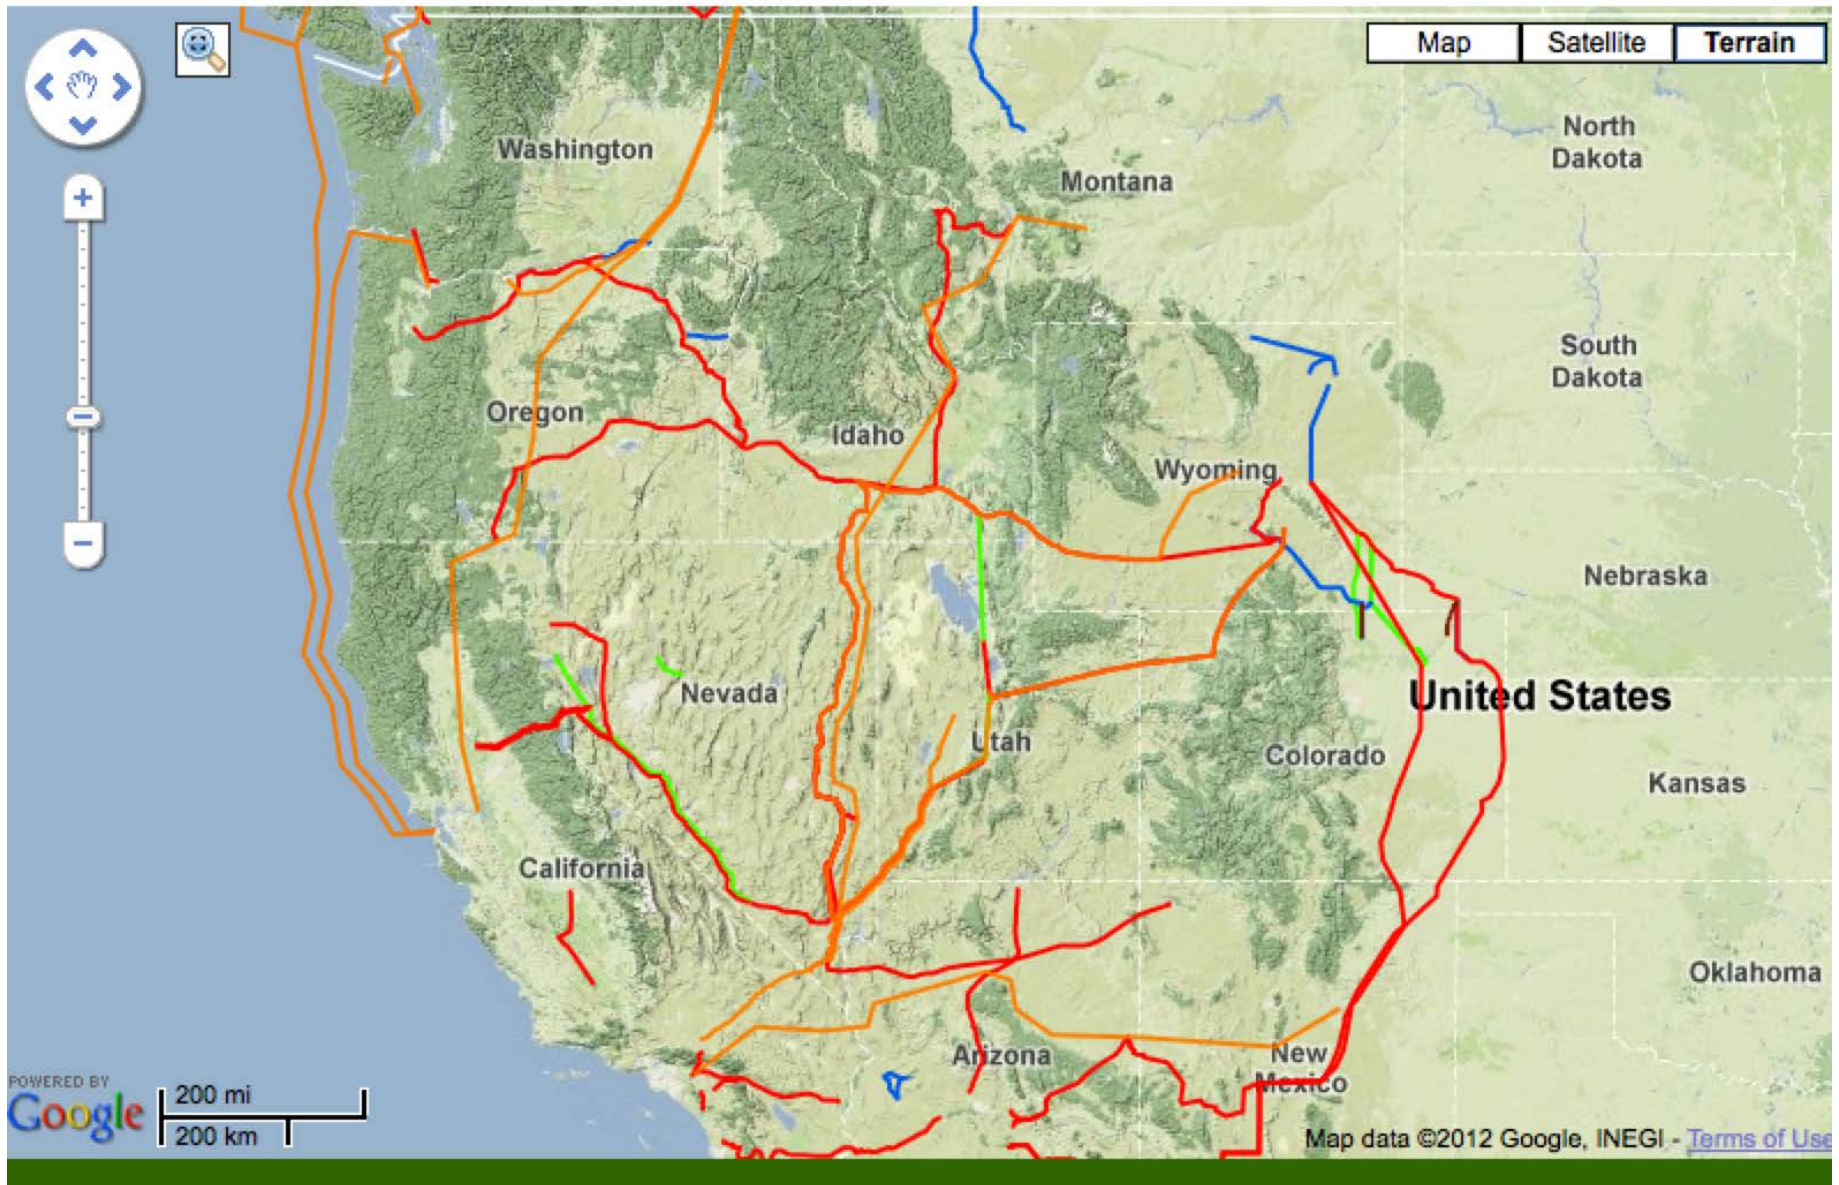 Map
Satellite
Terrain
Washington
Montana
North
Dakota
South
Dakota
Oregon
Idaho
Wyoming
Nebraska
Nevada
Utah
United States
Colorado
Kansas
California
Oklahoma
Arizona
New
Mexico
POWERED BY
Google
200 mi
200 km
Map data ©2012 Google, INEGI - Terms of Use